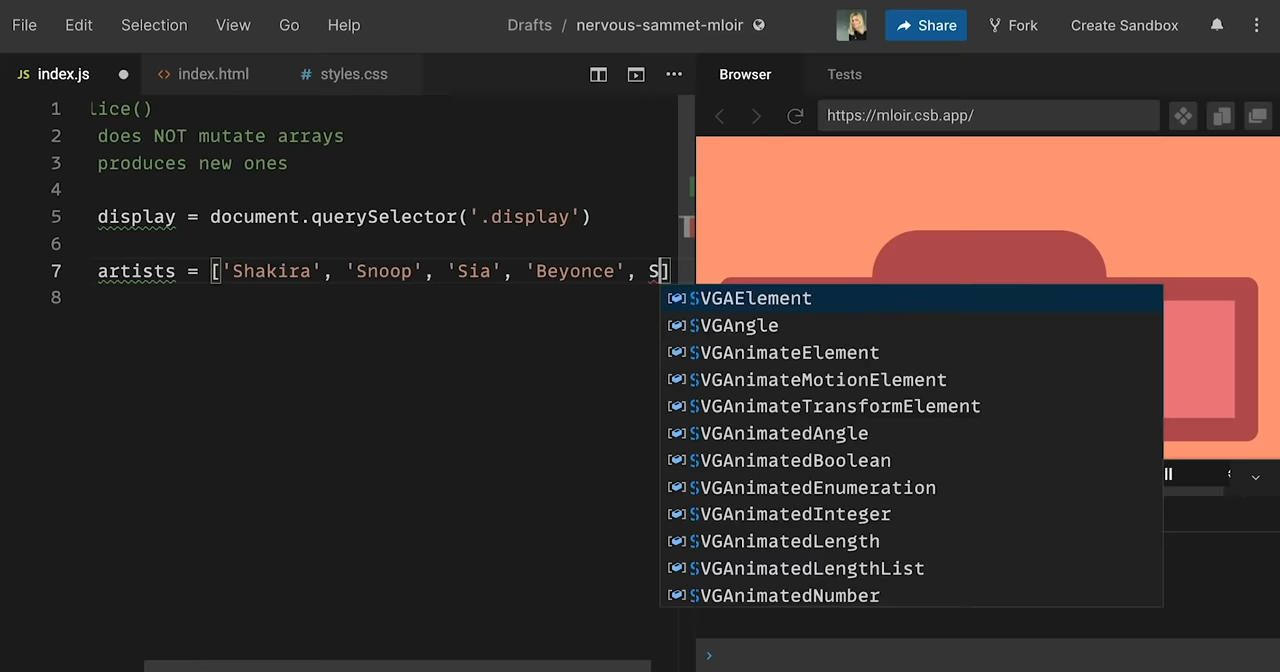 File Edit Selection View Go Help Drafts / nervous-sammet-mloir Share Fork Create Sandbox
JS index.js <> index.html # styles.css Browser Tests
https://mloir.csb.app/
1 lice()
2 does NOT mutate arrays
3 produces new ones
4
5 display = document.querySelector('.display')
6
7 artists = ['Shakira', 'Snoop', 'Sia', 'Beyonce', S]
8
SVGAElement
SVGAngle
SVGAnimateElement
SVGAnimateMotionElement
SVGAnimateTransformElement
SVGAnimatedAngle
SVGAnimatedBoolean
SVGAnimatedEnumeration
SVGAnimatedInteger
SVGAnimatedLength
SVGAnimatedLengthList
SVGAnimatedNumber